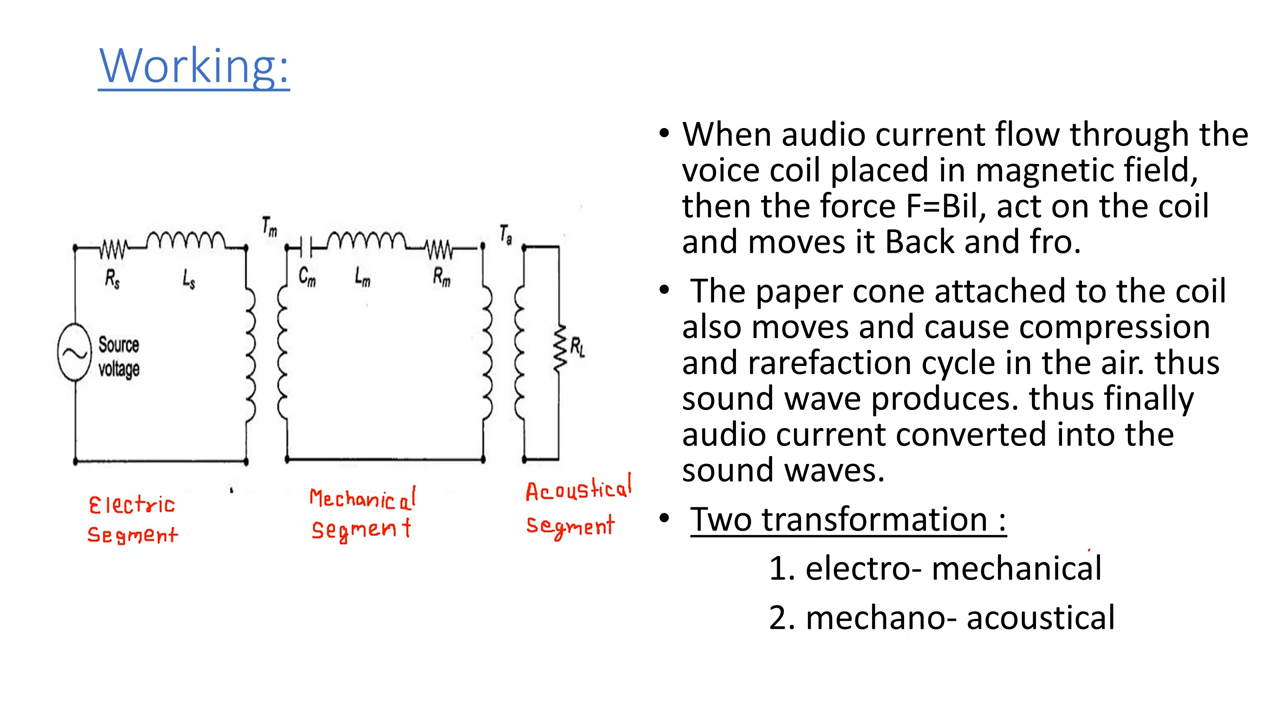 Working:
Tm
Ta
Rs
Ls
Cm
Lm
Rm
Source
voltage
RL
Electric
Segment
Mechanical
Segment
Acoustical
Segment
• When audio current flow through the
voice coil placed in magnetic field,
then the force F=Bil, act on the coil
and moves it Back and fro.
• The paper cone attached to the coil
also moves and cause compression
and rarefaction cycle in the air. thus
sound wave produces. thus finally
audio current converted into the
sound waves.
• Two transformation :
1. electro- mechanical
2. mechano- acoustical